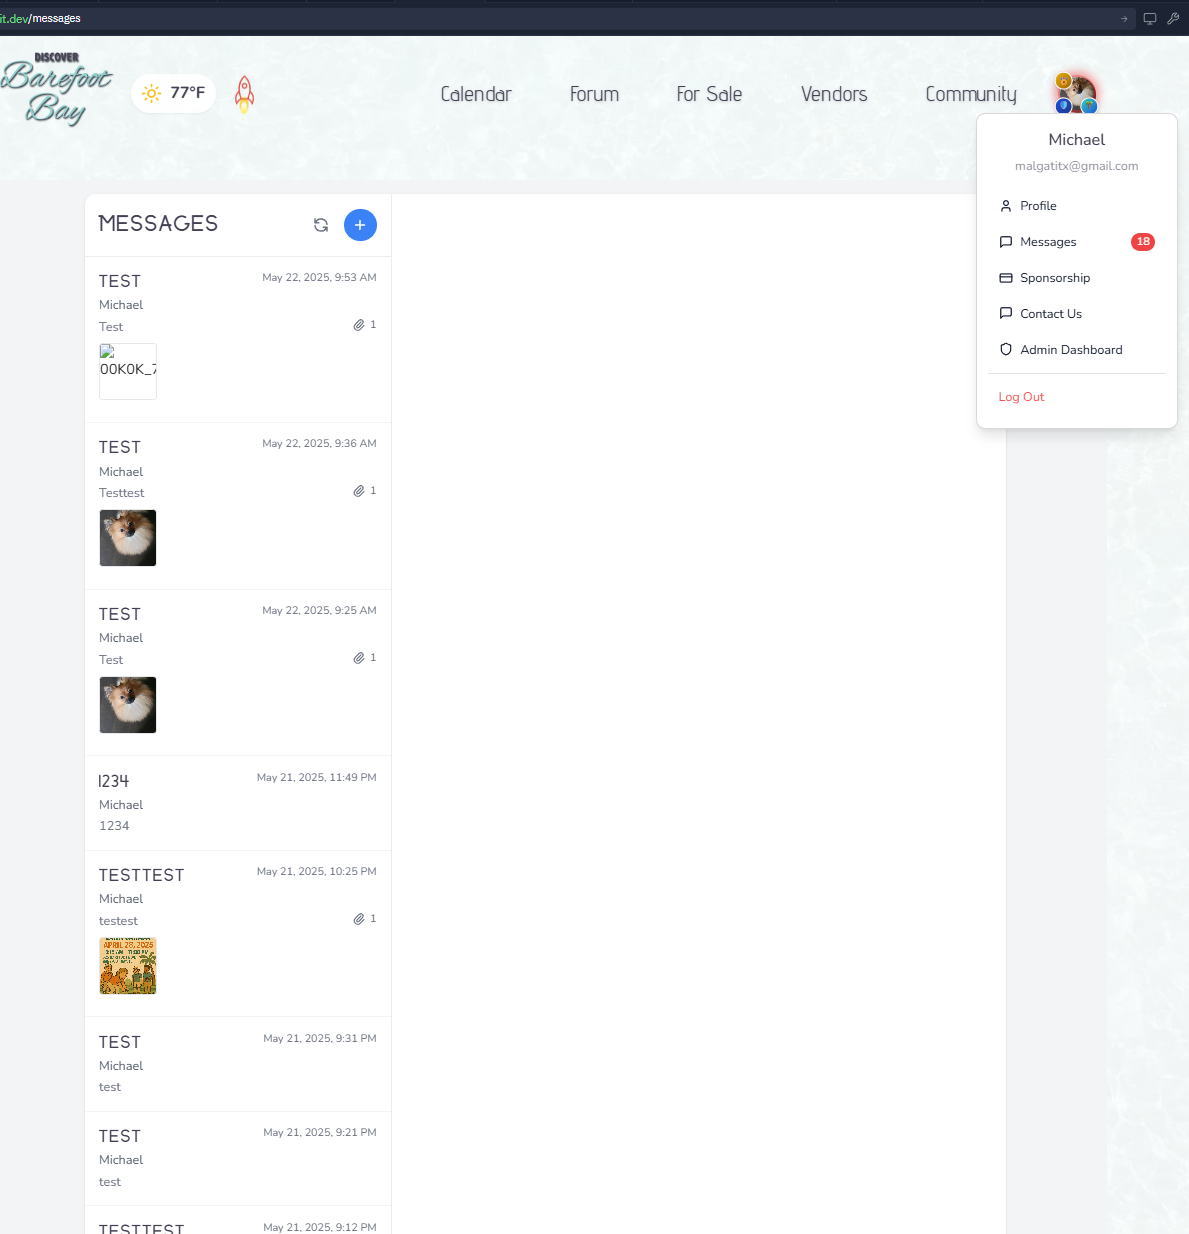 it.dev/messages
DISCOVER
Barefoot
Bay
77°F
Calendar
Forum
For Sale
Vendors
Community
Michael
malgatitx@gmail.com
Profile
Messages
18
Sponsorship
Contact Us
Admin Dashboard
Log Out
MESSAGES
TEST
May 22, 2025, 9:53 AM
Michael
Test
1
00K0K_7
TEST
May 22, 2025, 9:36 AM
Michael
Testtest
1
TEST
May 22, 2025, 9:25 AM
Michael
Test
1
1234
May 21, 2025, 11:49 PM
Michael
1234
TESTTEST
May 21, 2025, 10:25 PM
Michael
testest
1
APRIL 28, 2025
TEST
May 21, 2025, 9:31 PM
Michael
test
TEST
May 21, 2025, 9:21 PM
Michael
test
TESTTEST
May 21, 2025, 9:12 PM